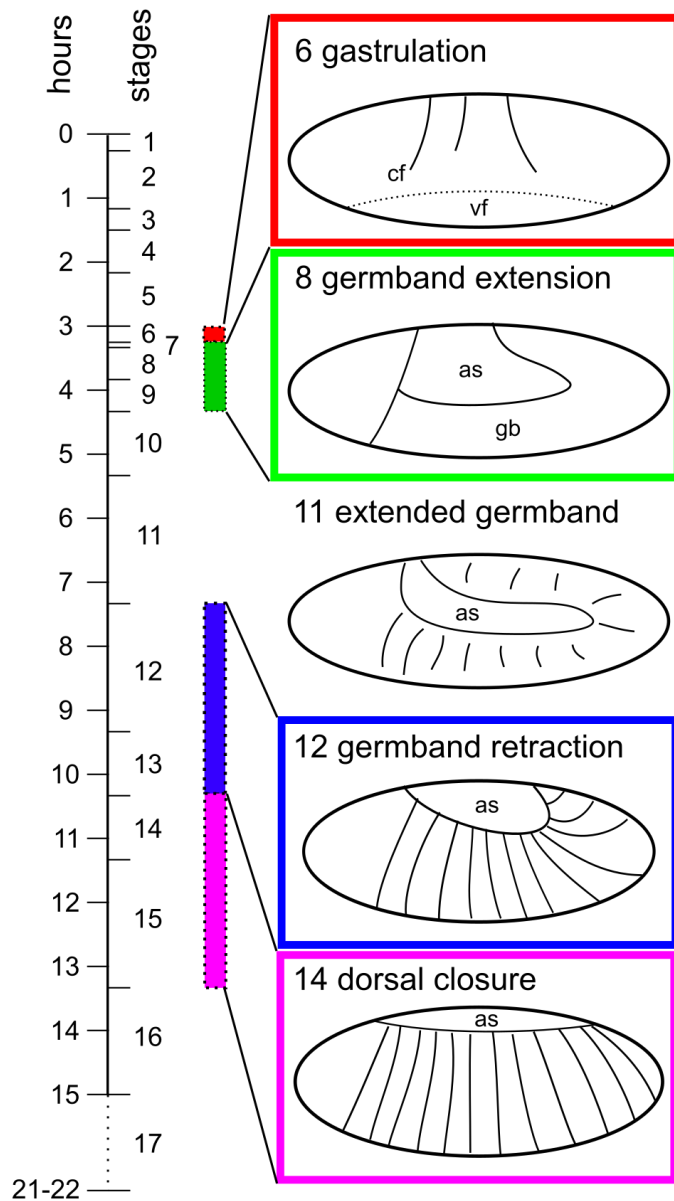 hours
stages
0
1
2
3
4
5
6
7
8
9
10
11
12
13
14
15
21-22
1
2
3
4
5
6
7
8
9
10
11
12
13
14
15
16
17
6 gastrulation
cf
vf
8 germband extension
as
gb
11 extended germband
as
12 germband retraction
as
14 dorsal closure
as